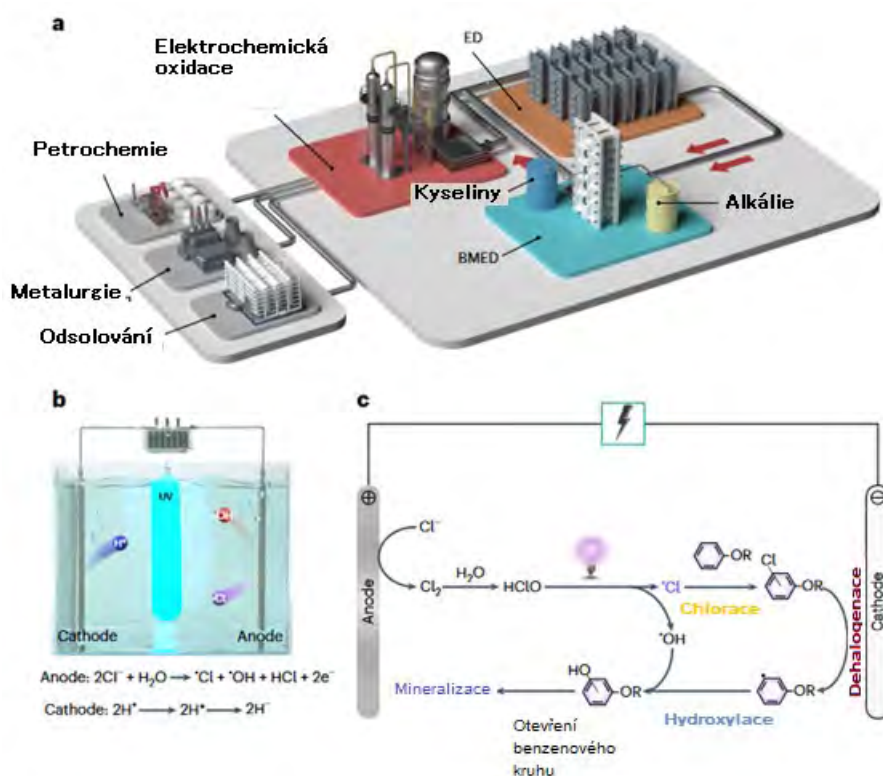 a
Elektrochemická
oxidace
ED
Petrochemie
Kyseliny
Alkálie
BMED
Metalurgie
Odsolování
b
UV
Cathode
Anode
Anode: 2Cl⁻ + H₂O → •Cl + •OH + HCl + 2e⁻
Cathode: 2H• → 2H• → 2H⁻
c
⊕
Anode
Cl⁻
Cl₂
H₂O
HClO
•Cl
OR
Cl
OR
Chlorace
•OH
HO
OR
OR
Mineralizace
Hydroxylace
Otevření
benzenového
kruhu
Dehalogenace
⊖
Cathode